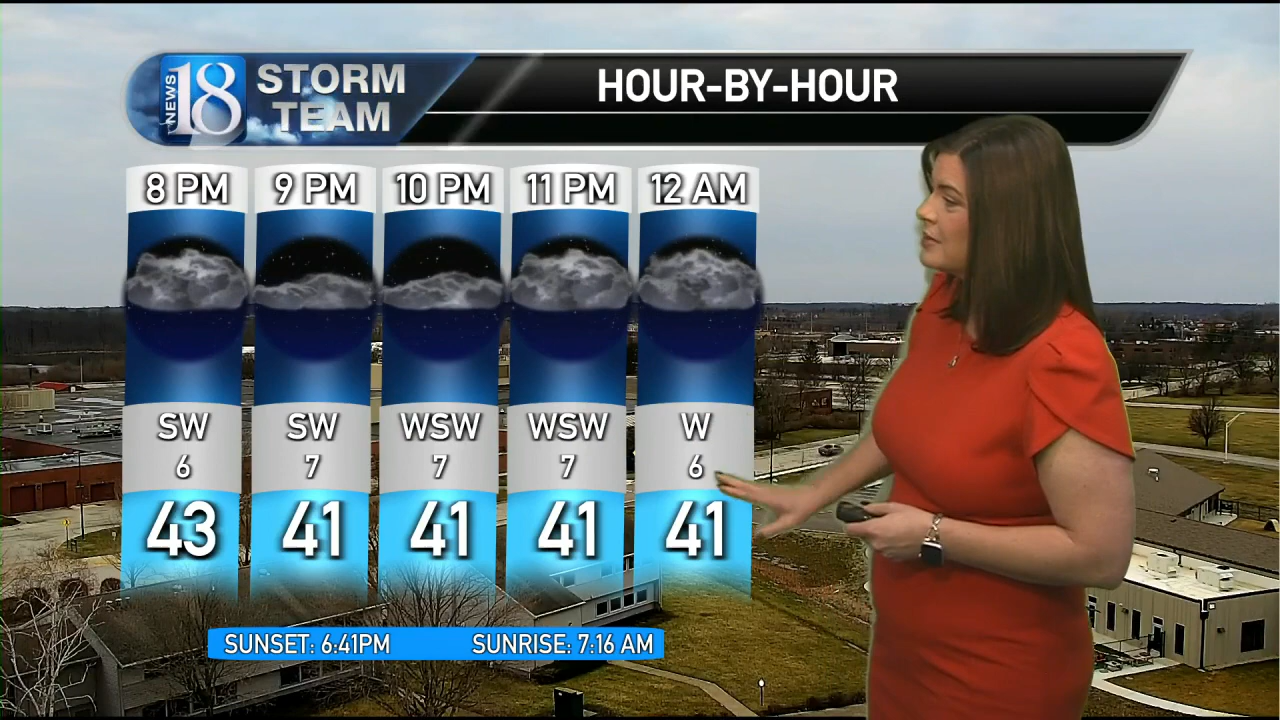 NEWS 18 STORM TEAM
HOUR-BY-HOUR
8 PM 9 PM 10 PM 11 PM 12 AM
SW SW WSW WSW W
6 7 7 7 6
43 41 41 41 41
SUNSET: 6:41PM SUNRISE: 7:16 AM